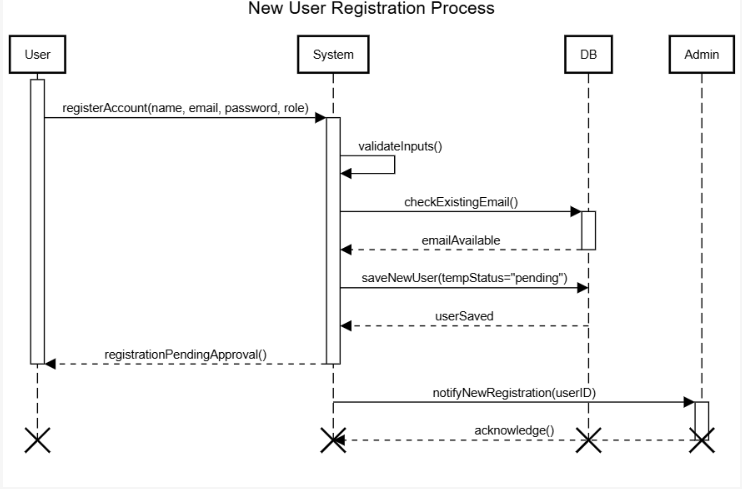 New User Registration Process
User
System
DB
Admin
registerAccount(name, email, password, role)
validateInputs()
checkExistingEmail()
emailAvailable
saveNewUser(tempStatus="pending")
userSaved
registrationPendingApproval()
notifyNewRegistration(userID)
acknowledge()